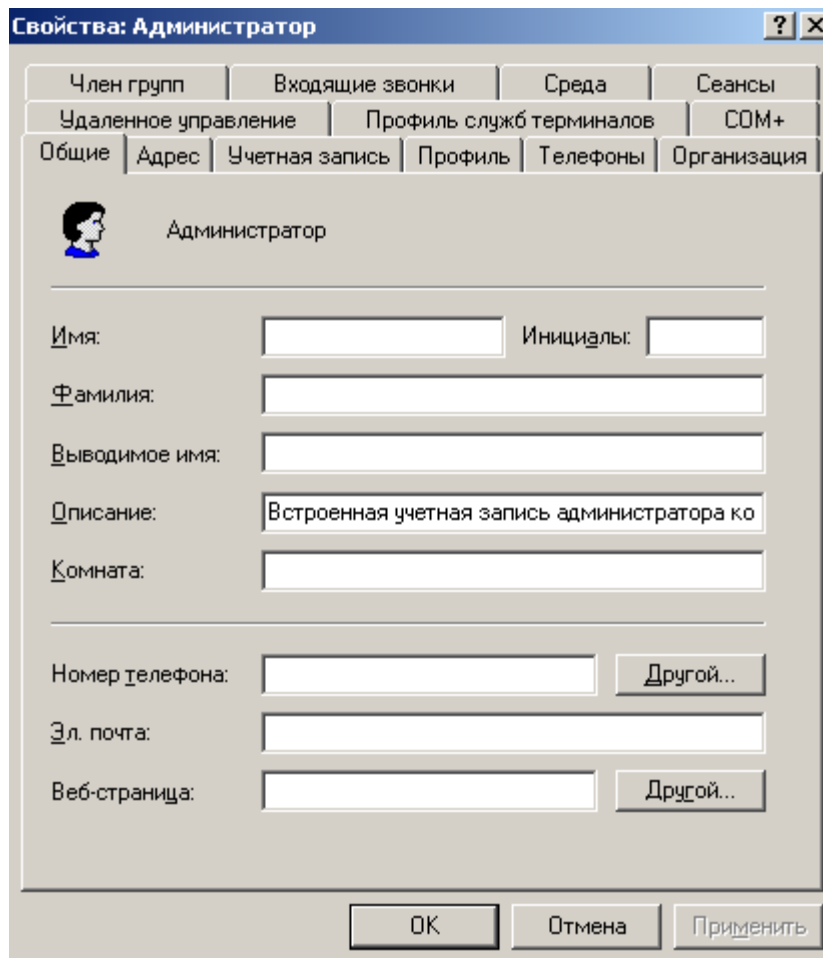 Свойства: Администратор
Член групп Входящие звонки Среда Сеансы
Удаленное управление Профиль служб терминалов COM+
Общие Адрес Учетная запись Профиль Телефоны Организация
Администратор
Имя: Инициалы:
Фамилия:
Выводимое имя:
Описание: Встроенная учетная запись администратора ко
Комната:
Номер телефона: Другой...
Эл. почта:
Веб-страница: Другой...
OK Отмена Применить